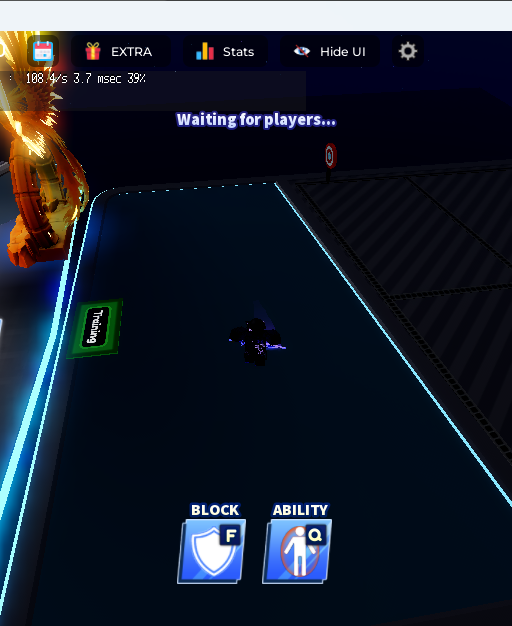 EXTRA
Stats
Hide UI
: 108.4/s 3.7 msec 39%
Waiting for players...
Training
BLOCK
ABILITY
F
Q